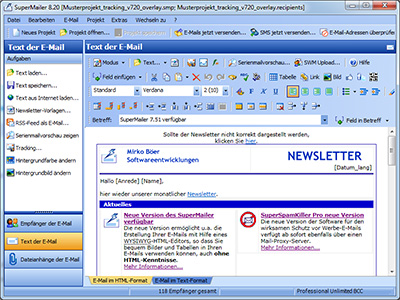 SuperMailer 8.20 [Musterprojekt_tracking_v720_overlay.smp; Musterprojekt_tracking_v720_overlay.recipients]
Datei Bearbeiten E-Mail Projekt Extras Wechseln zu ?
Neues Projekt Projekt öffnen... Projekt speichern E-Mails jetzt versenden... SMS jetzt versenden... E-Mail-Adressen überprüfen
Text der E-Mail
Aufgaben
Text laden...
Text speichern...
Text aus Internet laden...
Newsletter-Vorlagen...
RSS-Feed als E-Mail...
Serienmailvorschau zeigen
Tracking...
Hintergrundfarbe ändern
Hintergrundbild ändern
Empfänger der E-Mail
Text der E-Mail
Dateianhänge der E-Mail
Text der E-Mail
Modus Text... Serienmailvorschau... SWM Upload... Hilfe
Feld einfügen Link Bild
Standard Verdana 2 (10)
Betreff: SuperMailer 7.51 verfügbar Feld in Betreff
Sollte der Newsletter nicht korrekt dargestellt werden,
klicken Sie hier.
Mirko Böer
Softwareentwicklungen
NEWSLETTER
[Datum_lang]
Hallo [Anrede] [Name],
hier wieder unser monatlicher Newsletter.
Aktuelles
Neue Version des SuperMailer
verfügbar
Die neue Version ermöglicht u.a. die
Erstellung Ihrer E-Mails mit Hilfe eines
WYSIWYG-HTML-Editors, so dass Sie
bequem Bilder und Tabellen in Ihren
E-Mails verwenden können, auch ohne
HTML-Kenntnisse.
Mehr Informationen...
SuperSpamKiller Pro neue Version
Die neue Version der Software für den
wirksamen Schutz vor Werbe-E-Mails
verfügt ab sofort ebenfalls über einen
Mail-Proxy-Server.
Mehr Informationen...
E-Mail im HTML-Format E-Mail im Text-Format
118 Empfänger gesamt Professional Unlimited BCC